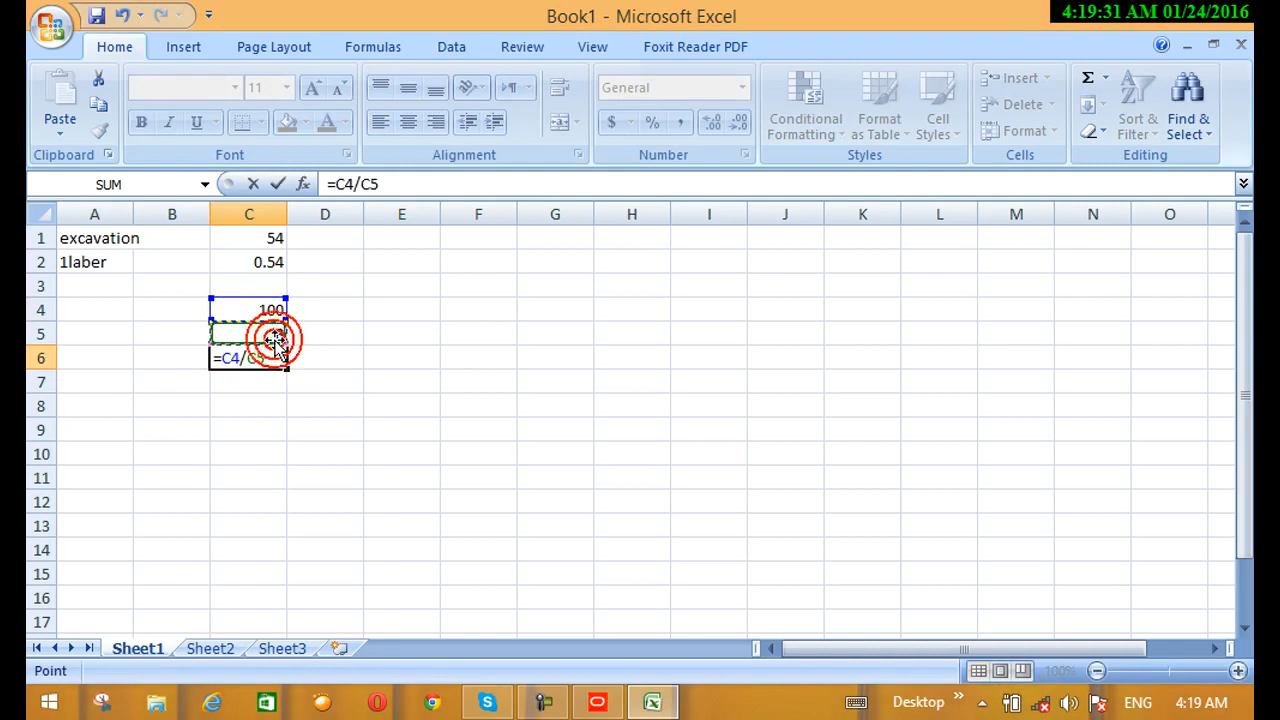 4:19:31 AM 01/24/2016
Book1 - Microsoft Excel
Home Insert Page Layout Formulas Data Review View Foxit Reader PDF
Paste
Clipboard
11
B I U
A A
Font
Alignment
General
$ % ,
Number
Conditional Formatting
Format as Table
Cell Styles
Styles
Insert
Delete
Format
Cells
Σ
Sort & Filter
Find & Select
Editing
SUM fx =C4/C5
A B C D E F G H I J K L M N O
1 excavation 54
2 1laber 0.54
3
4 100
5
6 =C4/C5
7
8
9
10
11
12
13
14
15
16
17
Sheet1 Sheet2 Sheet3
Point 100%
Desktop ENG 4:19 AM